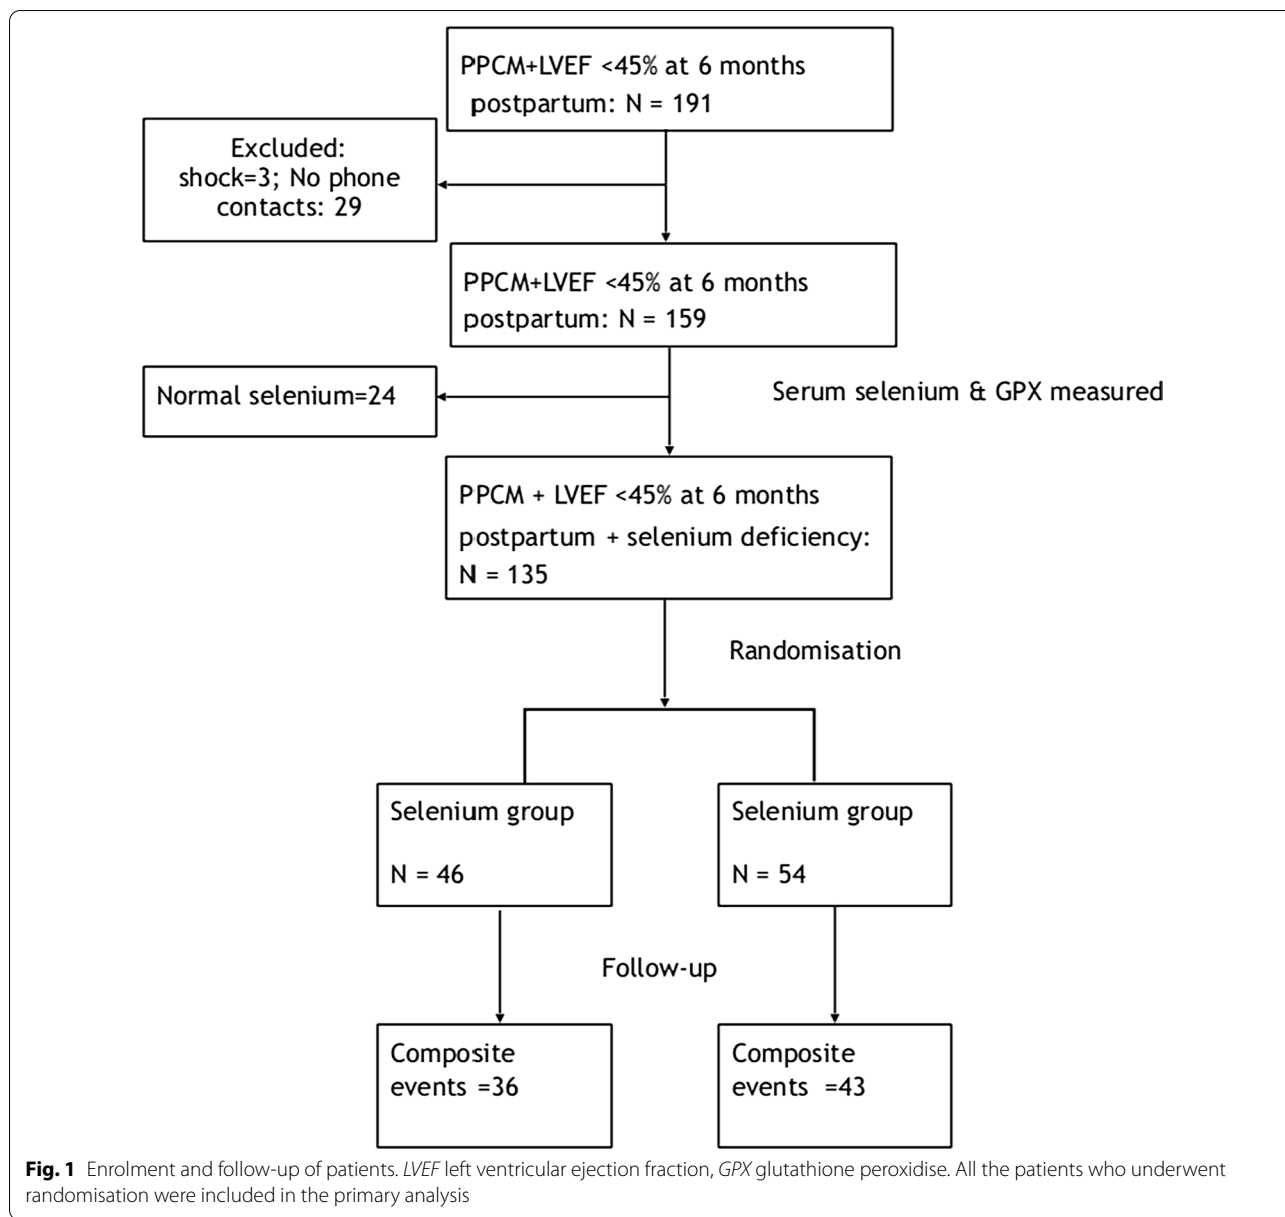 PPCM+LVEF <45% at 6 months
postpartum: N = 191
Excluded:
shock=3; No phone
contacts: 29
PPCM+LVEF <45% at 6 months
postpartum: N = 159
Normal selenium=24
Serum selenium & GPX measured
PPCM + LVEF <45% at 6 months
postpartum + selenium deficiency:
N = 135
Randomisation
Selenium group
N = 46
Selenium group
N = 54
Follow-up
Composite
events =36
Composite
events =43
Fig. 1 Enrolment and follow-up of patients. LVEF left ventricular ejection fraction, GPX glutathione peroxidise. All the patients who underwent
randomisation were included in the primary analysis